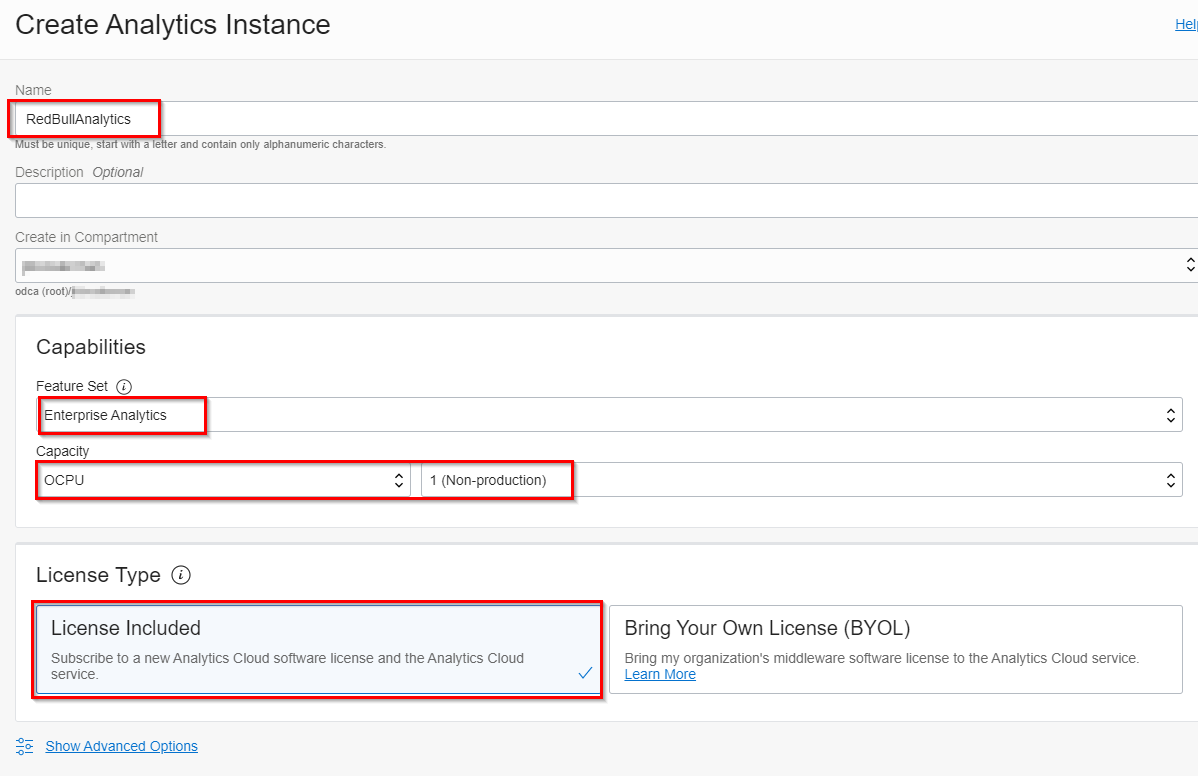 Create Analytics Instance
Help
Name
RedBullAnalytics
Must be unique, start with a letter and contain only alphanumeric characters.
Description Optional
Create in Compartment
odca (root)/
Capabilities
Feature Set
Enterprise Analytics
Capacity
OCPU 1 (Non-production)
License Type
License Included
Subscribe to a new Analytics Cloud software license and the Analytics Cloud
service.
Bring Your Own License (BYOL)
Bring my organization's middleware software license to the Analytics Cloud service.
Learn More
Show Advanced Options